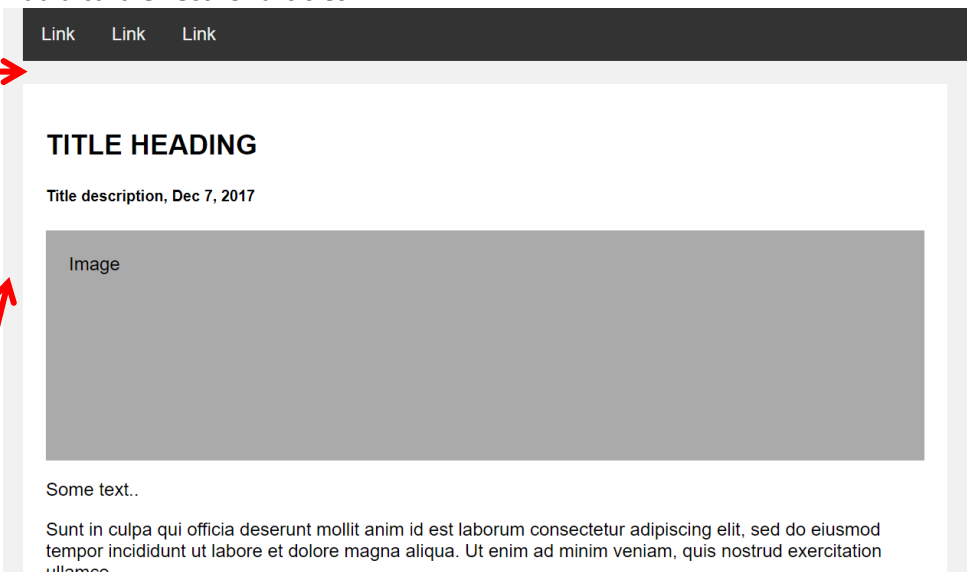 Link Link Link
TITLE HEADING
Title description, Dec 7, 2017
Image
Some text..
Sunt in culpa qui officia deserunt mollit anim id est laborum consectetur adipiscing elit, sed do eiusmod
tempor incididunt ut labore et dolore magna aliqua. Ut enim ad minim veniam, quis nostrud exercitation
ullamco